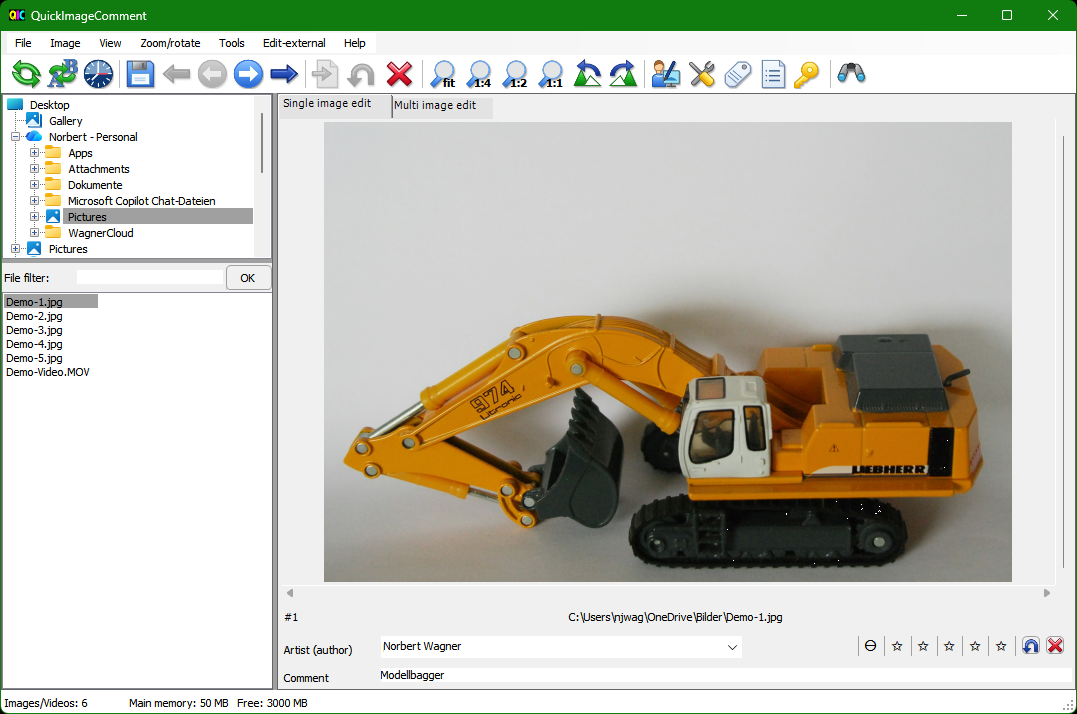 QIC QuickImageComment
File Image View Zoom/rotate Tools Edit-external Help
A B fit 1:4 1:2 1:1
Desktop
Gallery
Norbert - Personal
Apps
Attachments
Dokumente
Microsoft Copilot Chat-Dateien
Pictures
WagnerCloud
Pictures
File filter: OK
Demo-1.jpg
Demo-2.jpg
Demo-3.jpg
Demo-4.jpg
Demo-5.jpg
Demo-Video.MOV
Single image edit Multi image edit
974
Litronic
LIEBHERR
#1 C:\Users\njwag\OneDrive\Bilder\Demo-1.jpg
Artist (author) Norbert Wagner
Comment Modellbagger
Images/Videos: 6 Main memory: 50 MB Free: 3000 MB